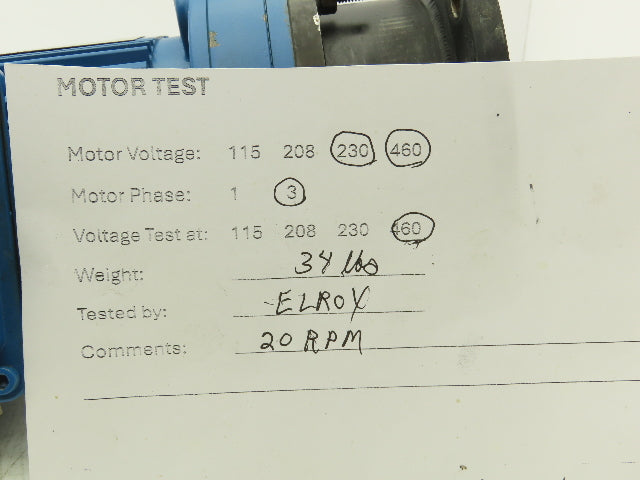 MOTOR TEST
Motor Voltage: 115 208 230 460
Motor Phase: 1 3
Voltage Test at: 115 208 230 460
Weight: 34 lbs
Tested by: ELROY
Comments: 20 RPM